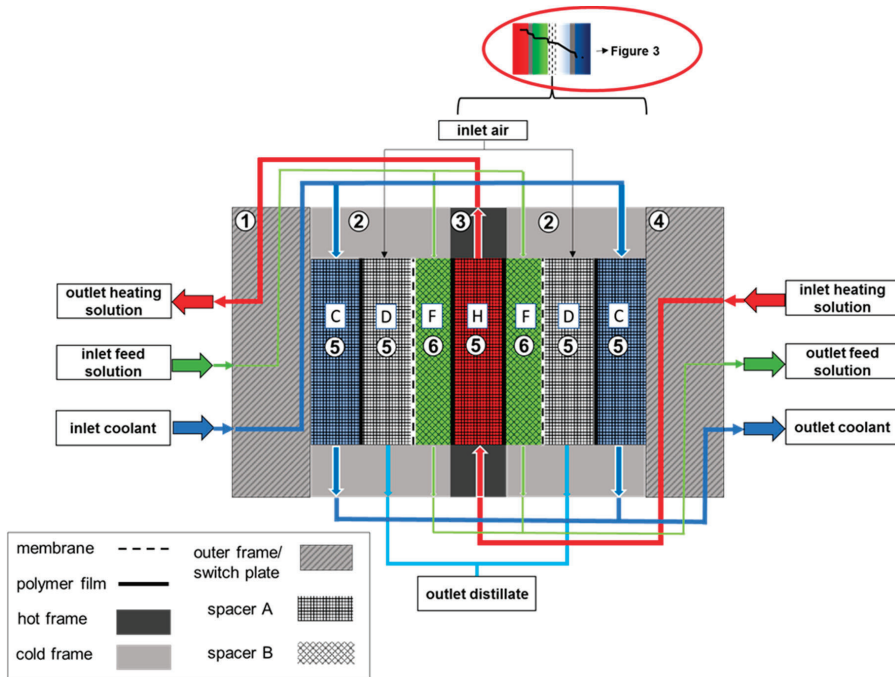 Figure 3
inlet air
1
2
3
2
4
outlet heating
solution
inlet heating
solution
C
D
F
H
F
D
C
5
5
6
5
6
5
5
inlet feed
solution
outlet feed
solution
inlet coolant
outlet coolant
outlet distillate
membrane
polymer film
hot frame
cold frame
outer frame/
switch plate
spacer A
spacer B